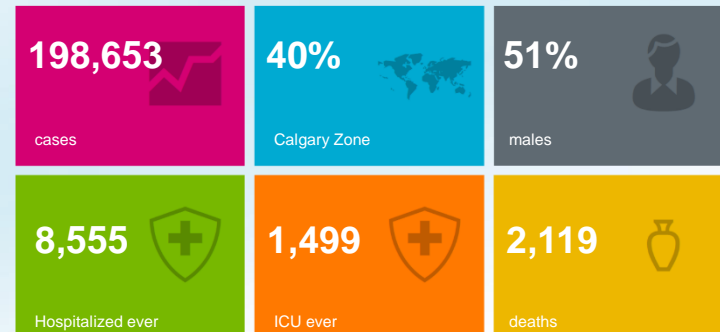 198,653
cases
40%
Calgary Zone
51%
males
8,555
Hospitalized ever
1,499
ICU ever
2,119
deaths